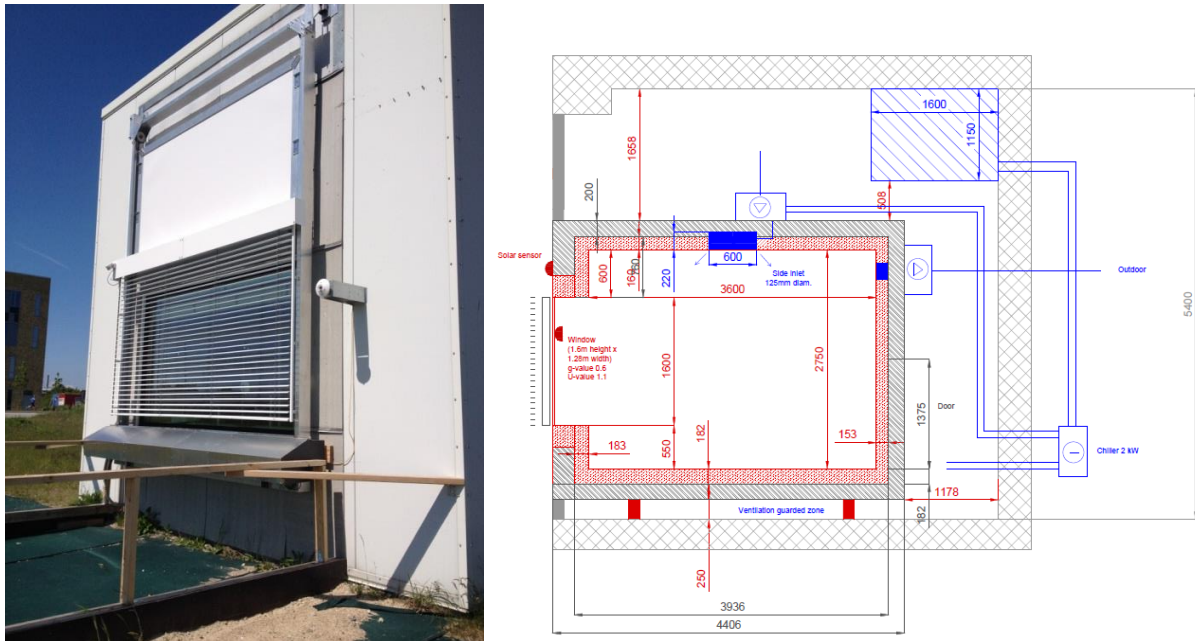 1600
1150
1658
200
508
Solar sensor
600
160
220
600
Side Inlet
125mm diam.
Outdoor
3600
5400
Window
(1.6m height x
1.28m width)
g-value 0.6
U-value 1.1
1600
2750
1375
Door
550
182
153
183
Chiller 2 kW
1178
182
Ventilation guarded zone
250
3936
4406